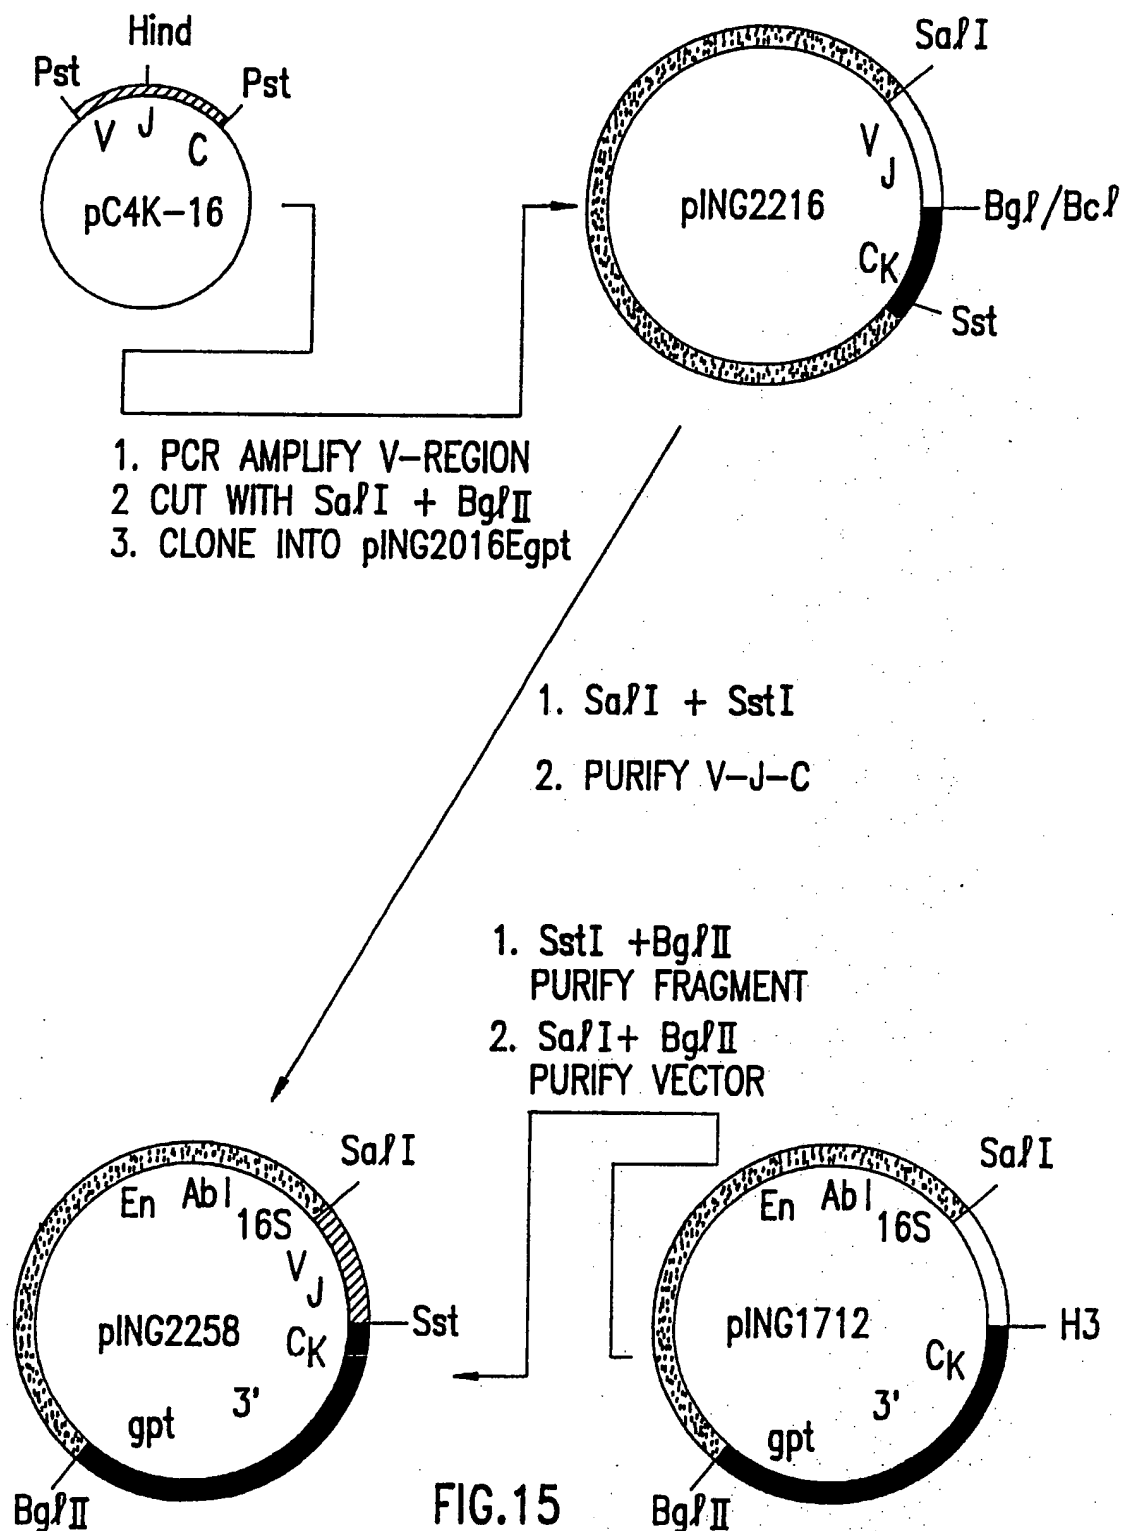 Hind
Pst
Pst
V J C
pC4K-16
SalI
V
J
pING2216
Bgl/Bcl
CK
Sst
1. PCR AMPLIFY V-REGION
2 CUT WITH SalI + BglII
3. CLONE INTO pING2016Egpt
1. SalI + SstI
2. PURIFY V-J-C
1. SstI +BglII
PURIFY FRAGMENT
2. SalI+ BglII
PURIFY VECTOR
SalI
En AbI 16S
V
J
pING2258
Sst
CK
3'
gpt
BglII
SalI
En AbI 16S
pING1712
H3
CK
3'
gpt
BglII
FIG.15